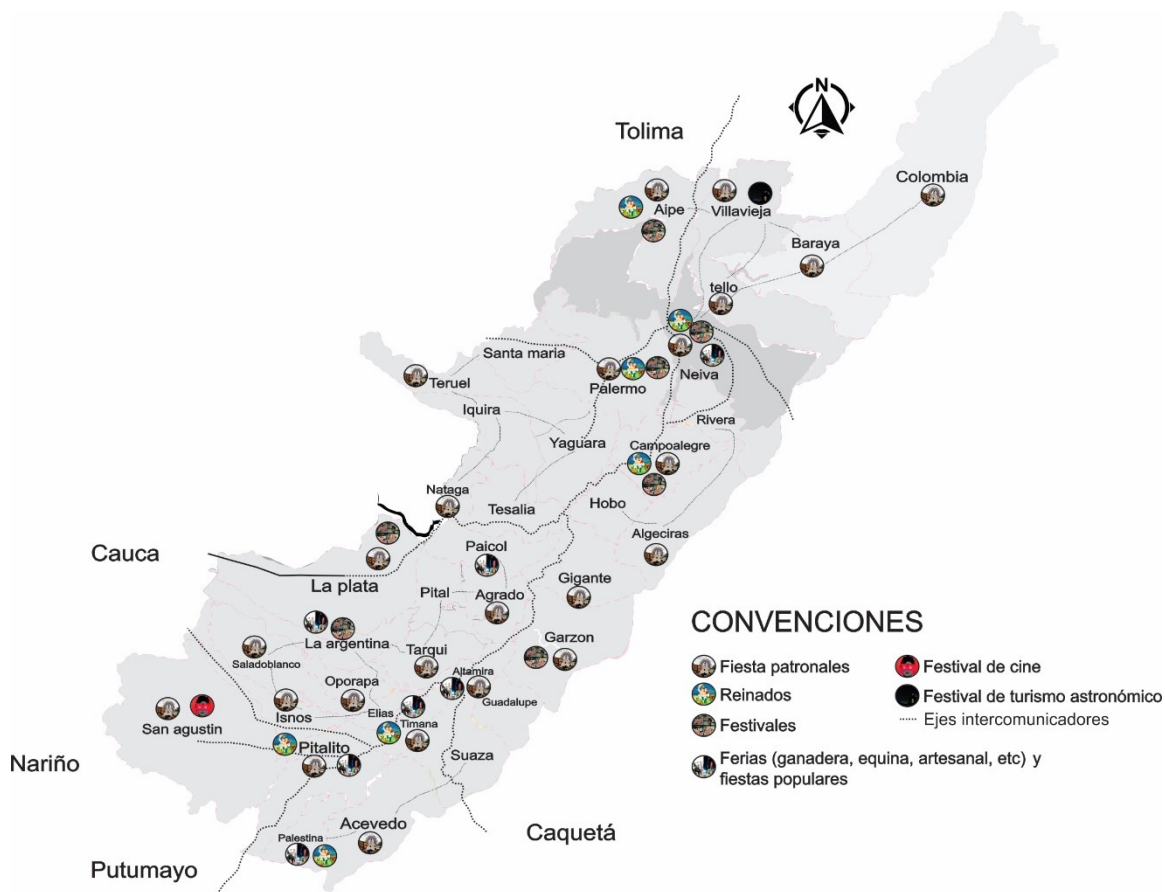 N
Tolima
Colombia
Aipe
Villavieja
Baraya
tello
Santa maria
Teruel
Palermo
Neiva
Iquira
Rivera
Yaguara
Campoalegre
Nataga
Tesalia
Hobo
Algeciras
Cauca
Paicol
La plata
Pital
Agrado
Gigante
La argentina
Garzon
Saladoblanco
Tarqui
Altamira
Oporapa
Guadalupe
Isnos
Elias
San agustin
Timana
Pitalito
Suaza
Nariño
Acevedo
Palestina
Caquetá
Putumayo
CONVENCIONES
Fiesta patronales
Reinados
Festivales
Ferias (ganadera, equina, artesanal, etc) y
fiestas populares
Festival de cine
Festival de turismo astronómico
Ejes intercomunicadores